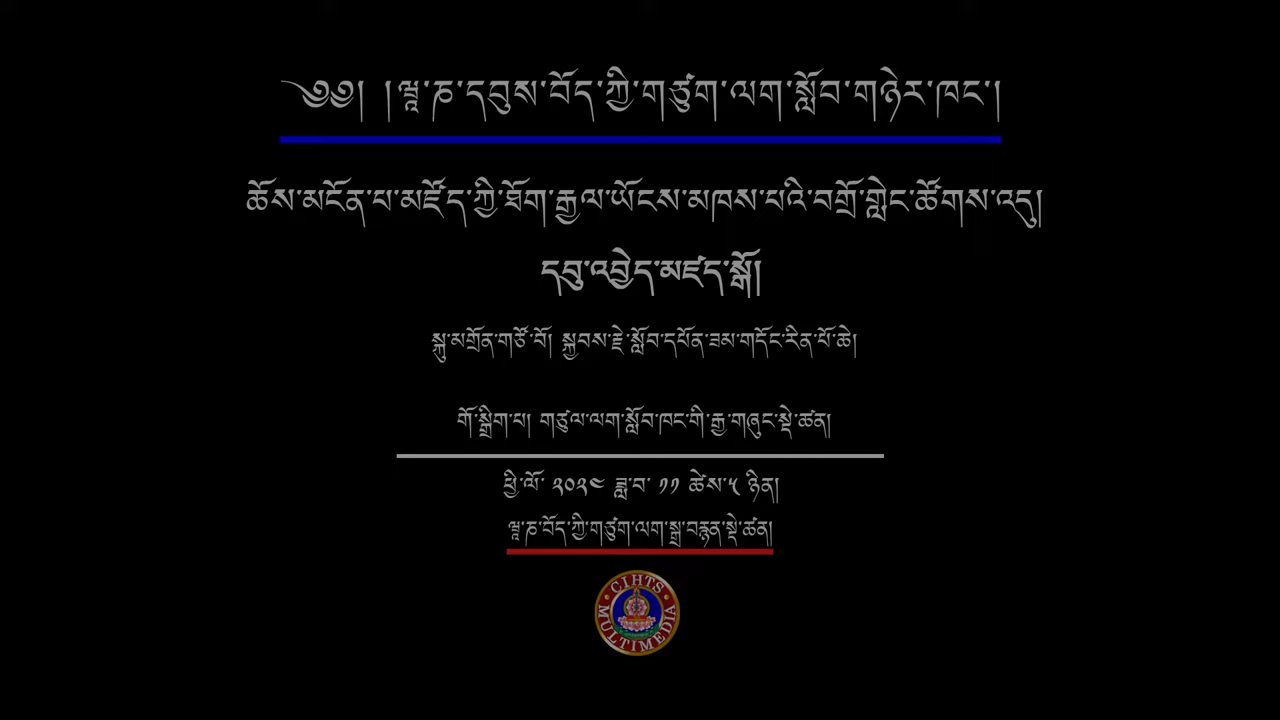 ༄༅། །ཝཱ་ཎ་དབུས་བོད་ཀྱི་གཙུག་ལག་སློབ་གཉེར་ཁང་།
ཆོས་མངོན་པ་མཛོད་ཀྱི་ཐོག་རྒྱལ་ཡོངས་མཁས་པའི་བགྲོ་གླེང་ཚོགས་འདུ།
དབུ་འབྱེད་མཛད་སྒོ།
སྐུ་མགྲོན་གཙོ་བོ། སྐྱབས་རྗེ་སློབ་དཔོན་ཟམ་གདོང་རིན་པོ་ཆེ།
གོ་སྒྲིག་པ། གཙུལ་ལག་སློབ་ཁང་གི་རྒྱ་གཞུང་སྡེ་ཚན།
ཕྱི་ལོ་ ༢༠༢༤ ཟླ་བ་ ༡༡ ཚེས་༥ ཉིན།
ཝཱ་ཎ་བོད་ཀྱི་གཙུག་ལག་སྒྲ་བརྙན་སྡེ་ཚན།
CIHTS
MULTIMEDIA